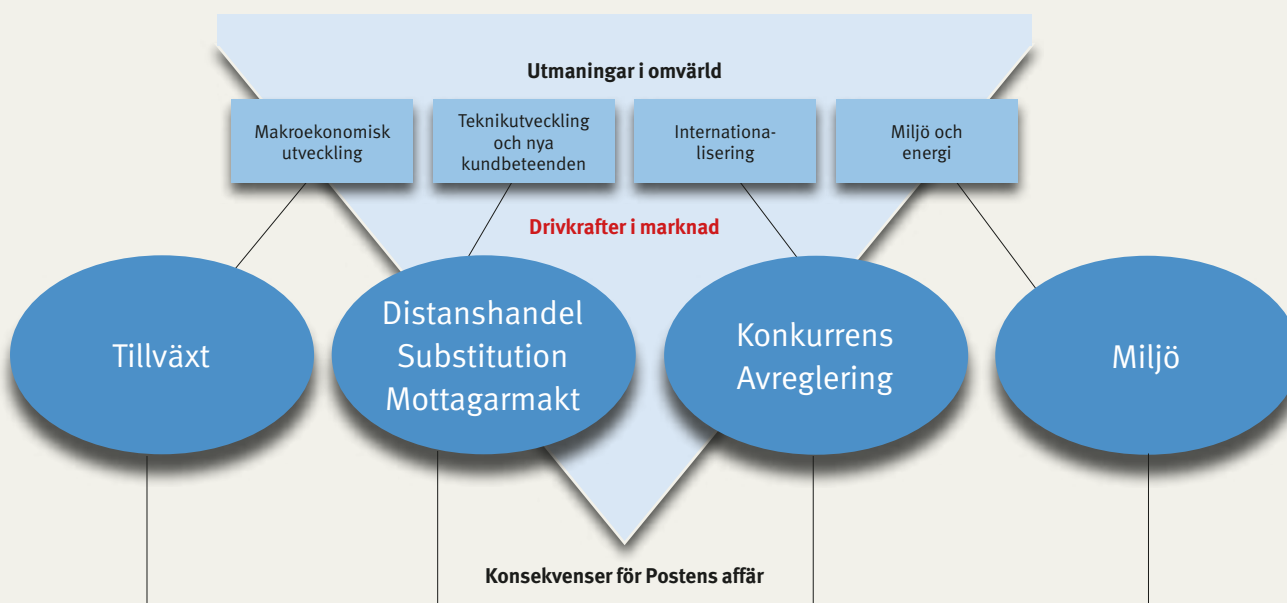 Utmaningar i omvärld
Makroekonomisk
utveckling
Teknikutveckling
och nya
kundbeteenden
Internationa-
lisering
Miljö och
energi
Drivkrafter i marknad
Tillväxt
Distanshandel
Substitution
Mottagarmakt
Konkurrens
Avreglering
Miljö
Konsekvenser för Postens affär